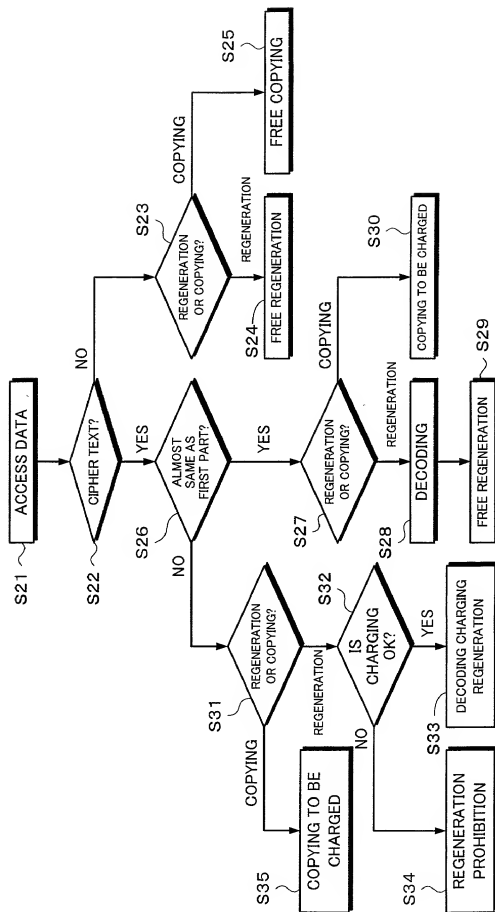 S21
ACCESS DATA
S22
CIPHER TEXT?
NO
YES
S23
REGENERATION
OR COPYING?
COPYING
REGENERATION
S24
FREE REGENERATION
S25
FREE COPYING
S26
ALMOST
SAME AS
FIRST PART?
NO
YES
S27
REGENERATION
OR COPYING?
COPYING
REGENERATION
S28
DECODING
S29
FREE REGENERATION
S30
COPYING TO BE CHARGED
S31
REGENERATION
OR COPYING?
COPYING
REGENERATION
S32
IS
CHARGING
OK?
NO
YES
S33
DECODING CHARGING
REGENERATION
S34
REGENERATION
PROHIBITION
S35
COPYING TO BE
CHARGED